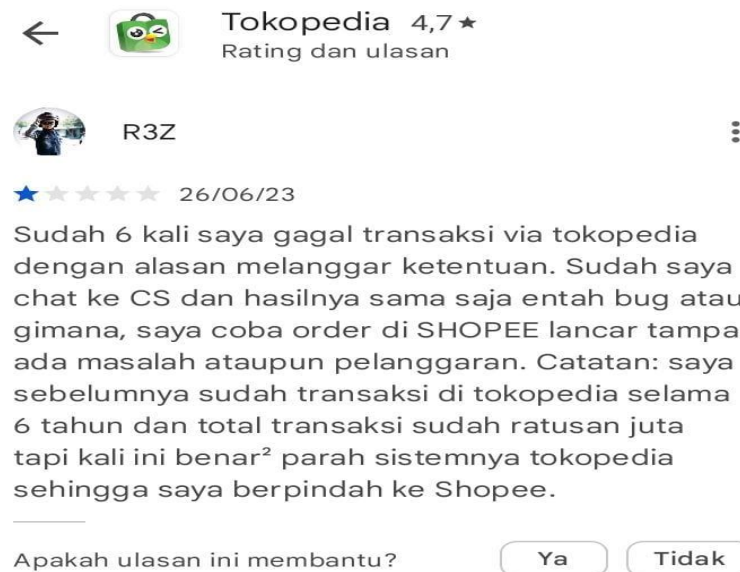 Tokopedia 4,7★
Rating dan ulasan
R3Z
26/06/23
Sudah 6 kali saya gagal transaksi via tokopedia
dengan alasan melanggar ketentuan. Sudah saya
chat ke CS dan hasilnya sama saja entah bug atau
gimana, saya coba order di SHOPEE lancar tampa
ada masalah ataupun pelanggaran. Catatan: saya
sebelumnya sudah transaksi di tokopedia selama
6 tahun dan total transaksi sudah ratusan juta
tapi kali ini benar² parah sistemnya tokopedia
sehingga saya berpindah ke Shopee.
Apakah ulasan ini membantu? Ya Tidak